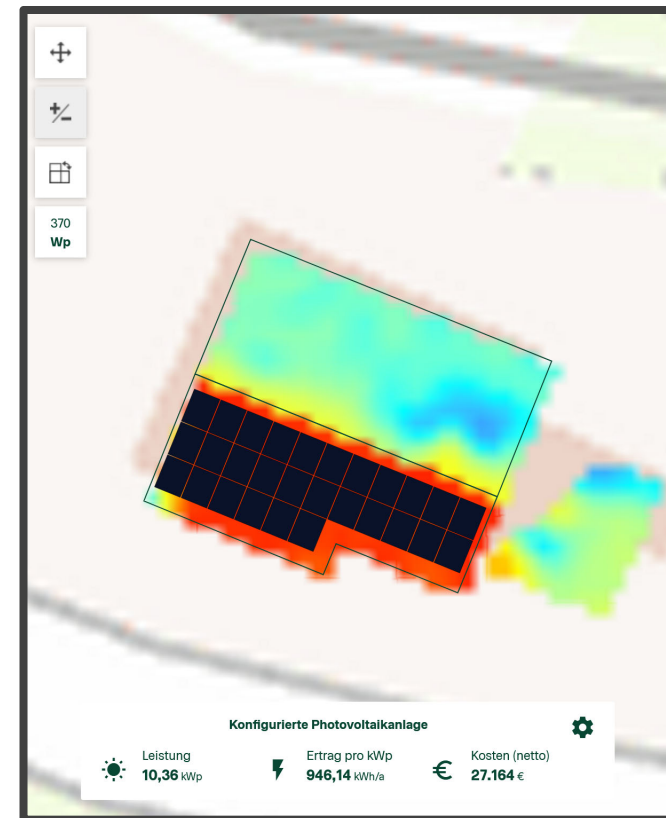 370
Wp
Konfigurierte Photovoltaikanlage
Leistung
10,36 kWp
Ertrag pro kWp
946,14 kWh/a
Kosten (netto)
27.164 €